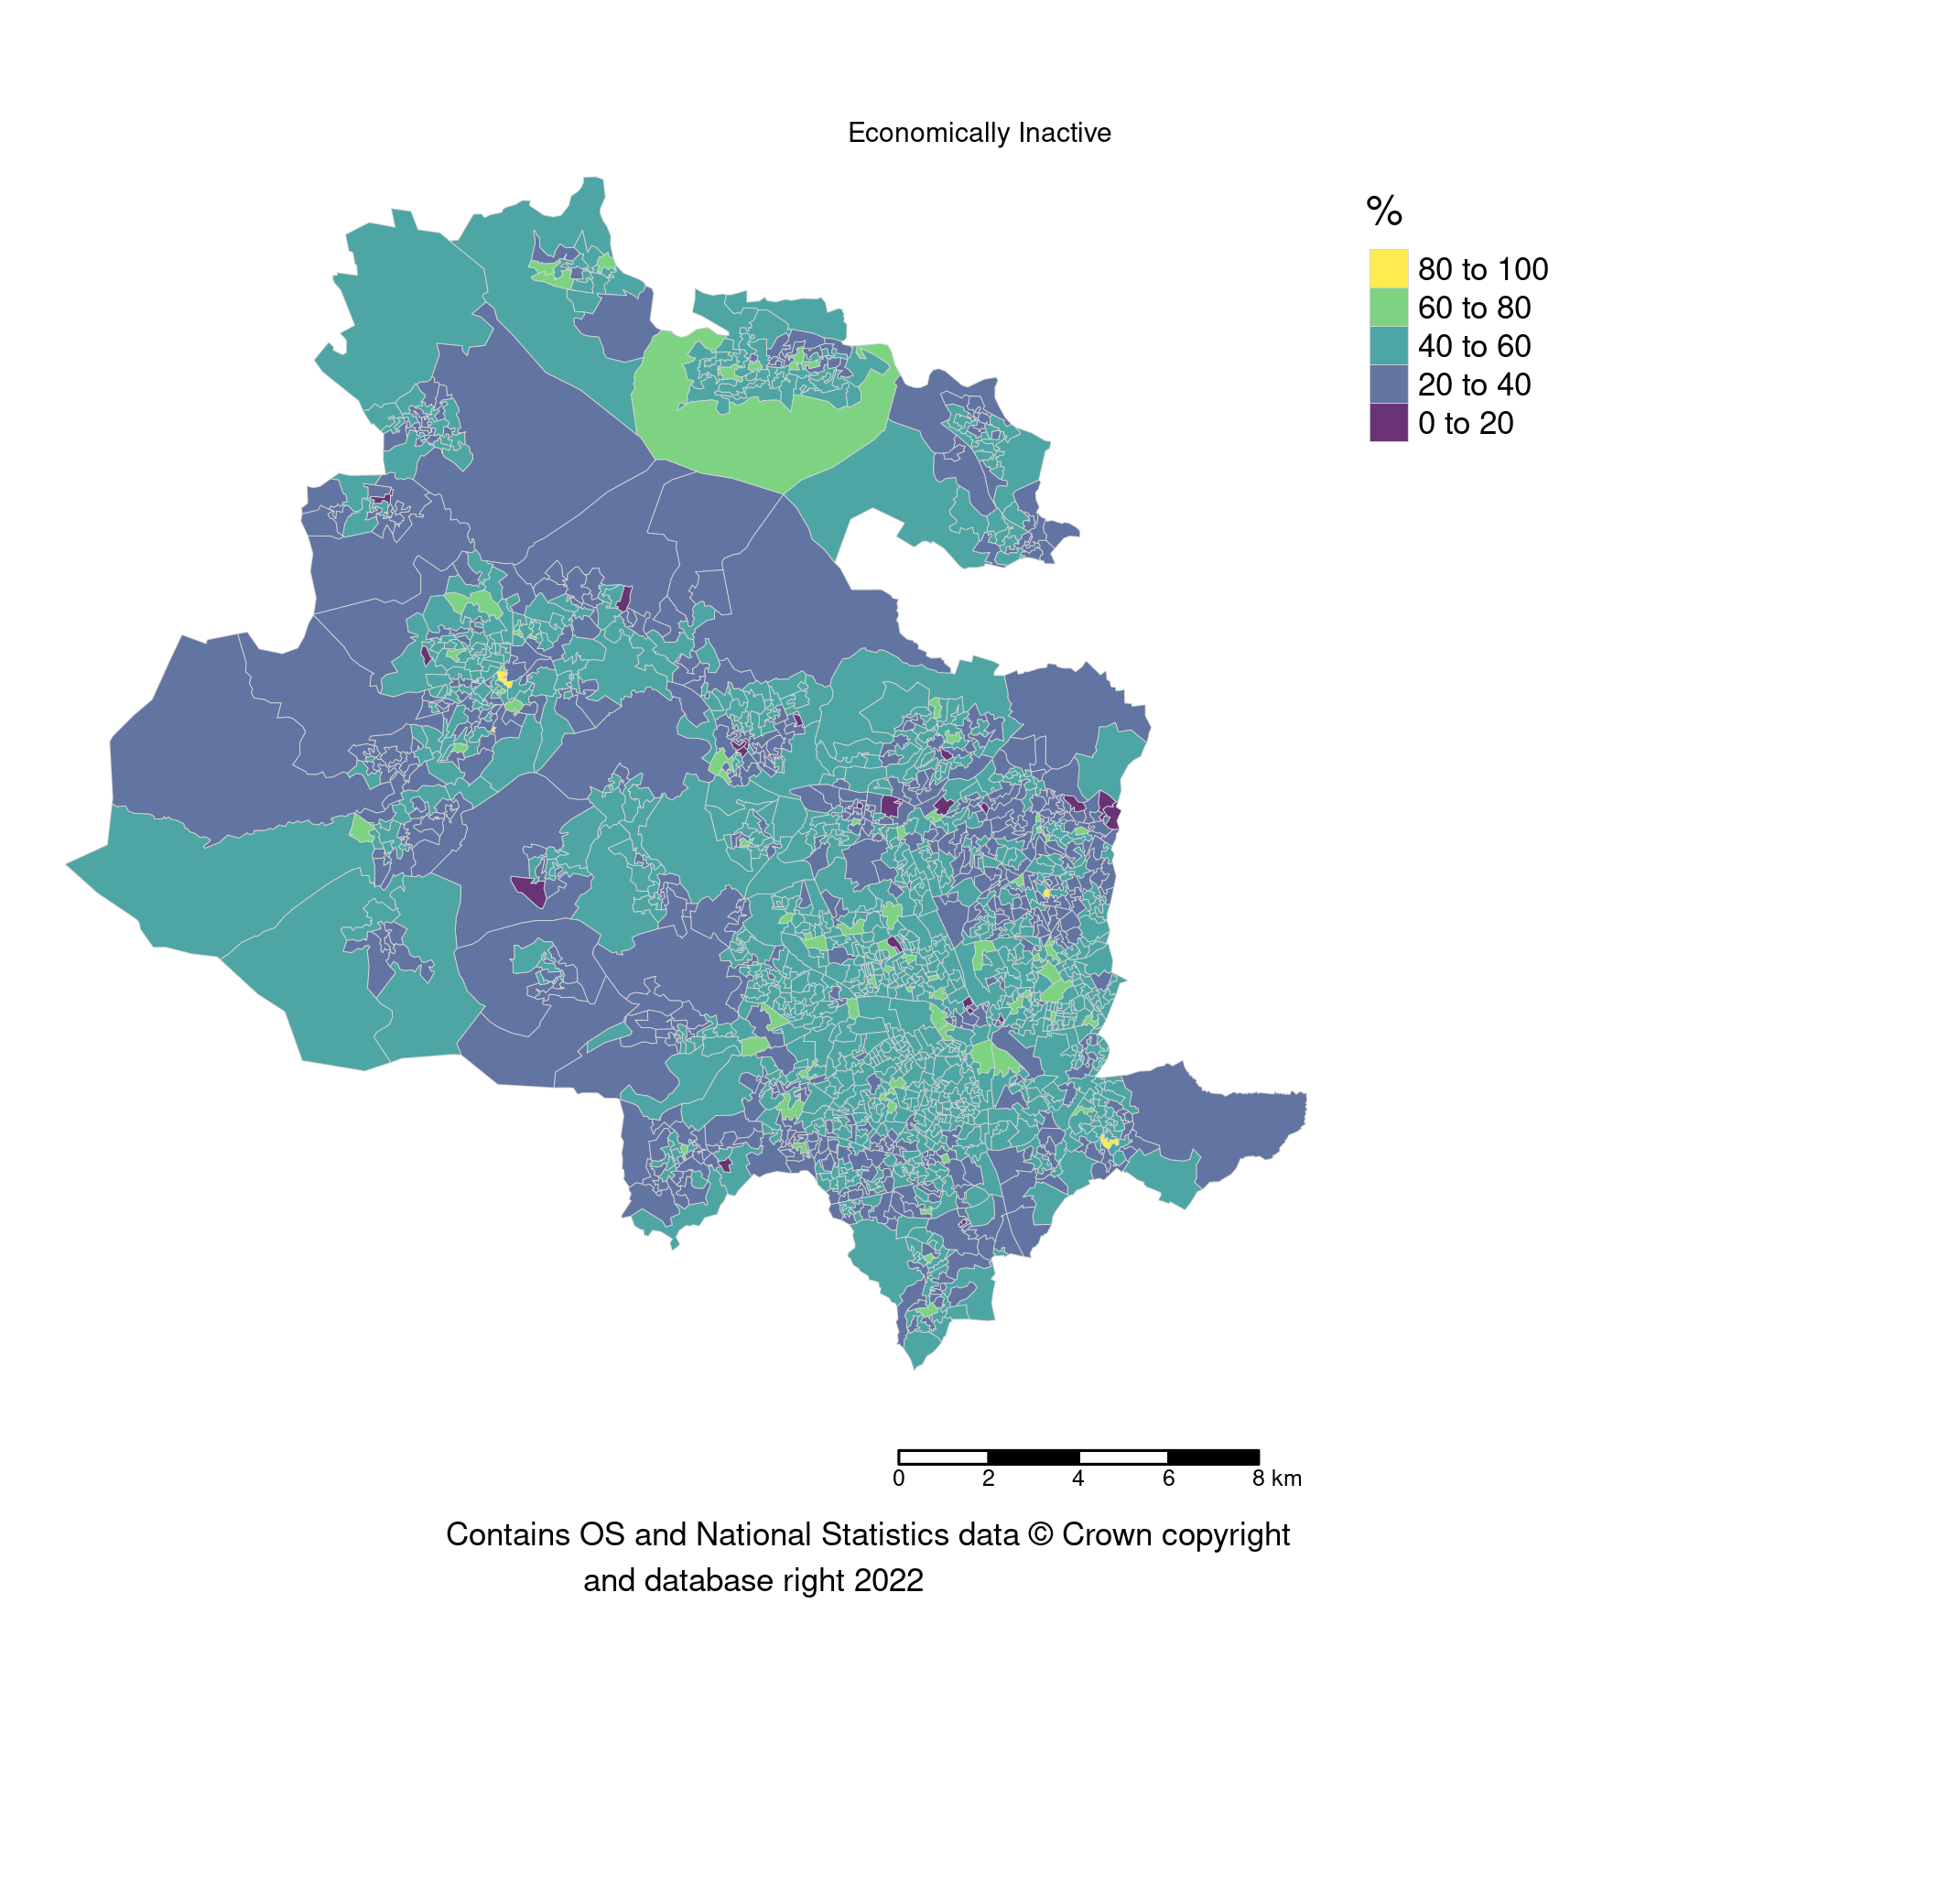 Economically Inactive
%
80 to 100
60 to 80
40 to 60
20 to 40
0 to 20
0 2 4 6 8 km
Contains OS and National Statistics data © Crown copyright
and database right 2022